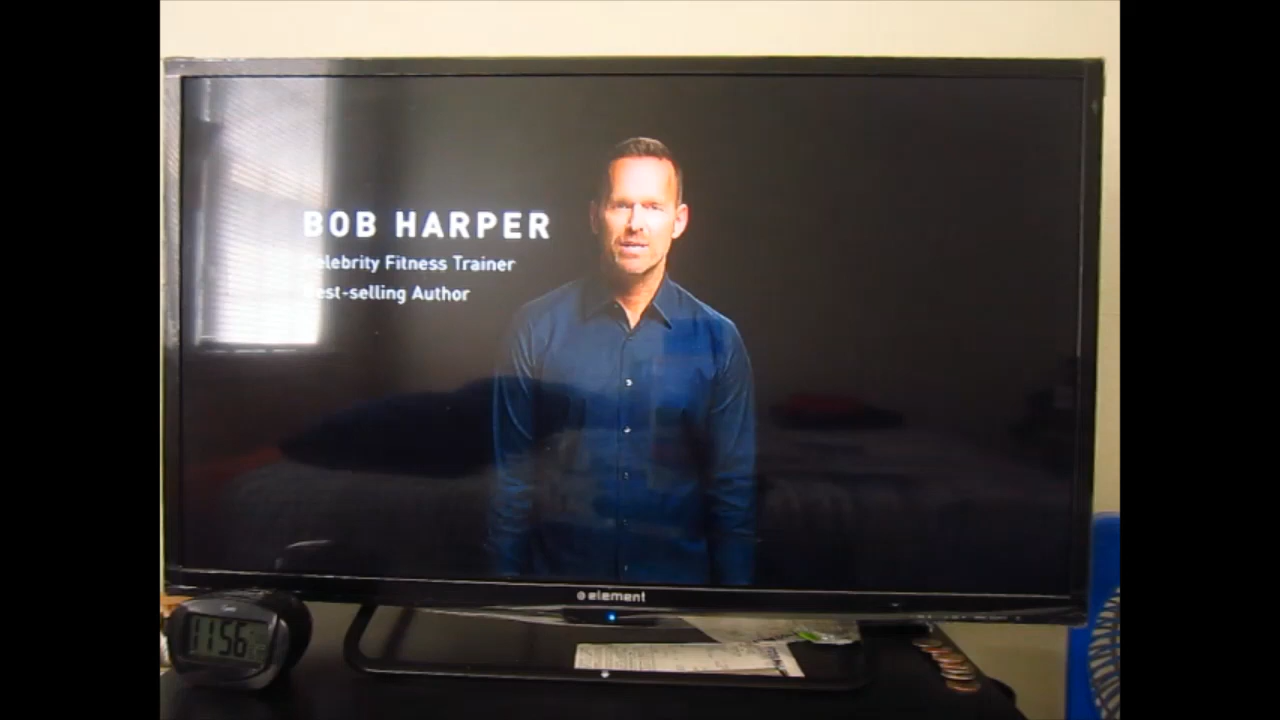 BOB HARPER
Celebrity Fitness Trainer
Best-selling Author
element
11:56